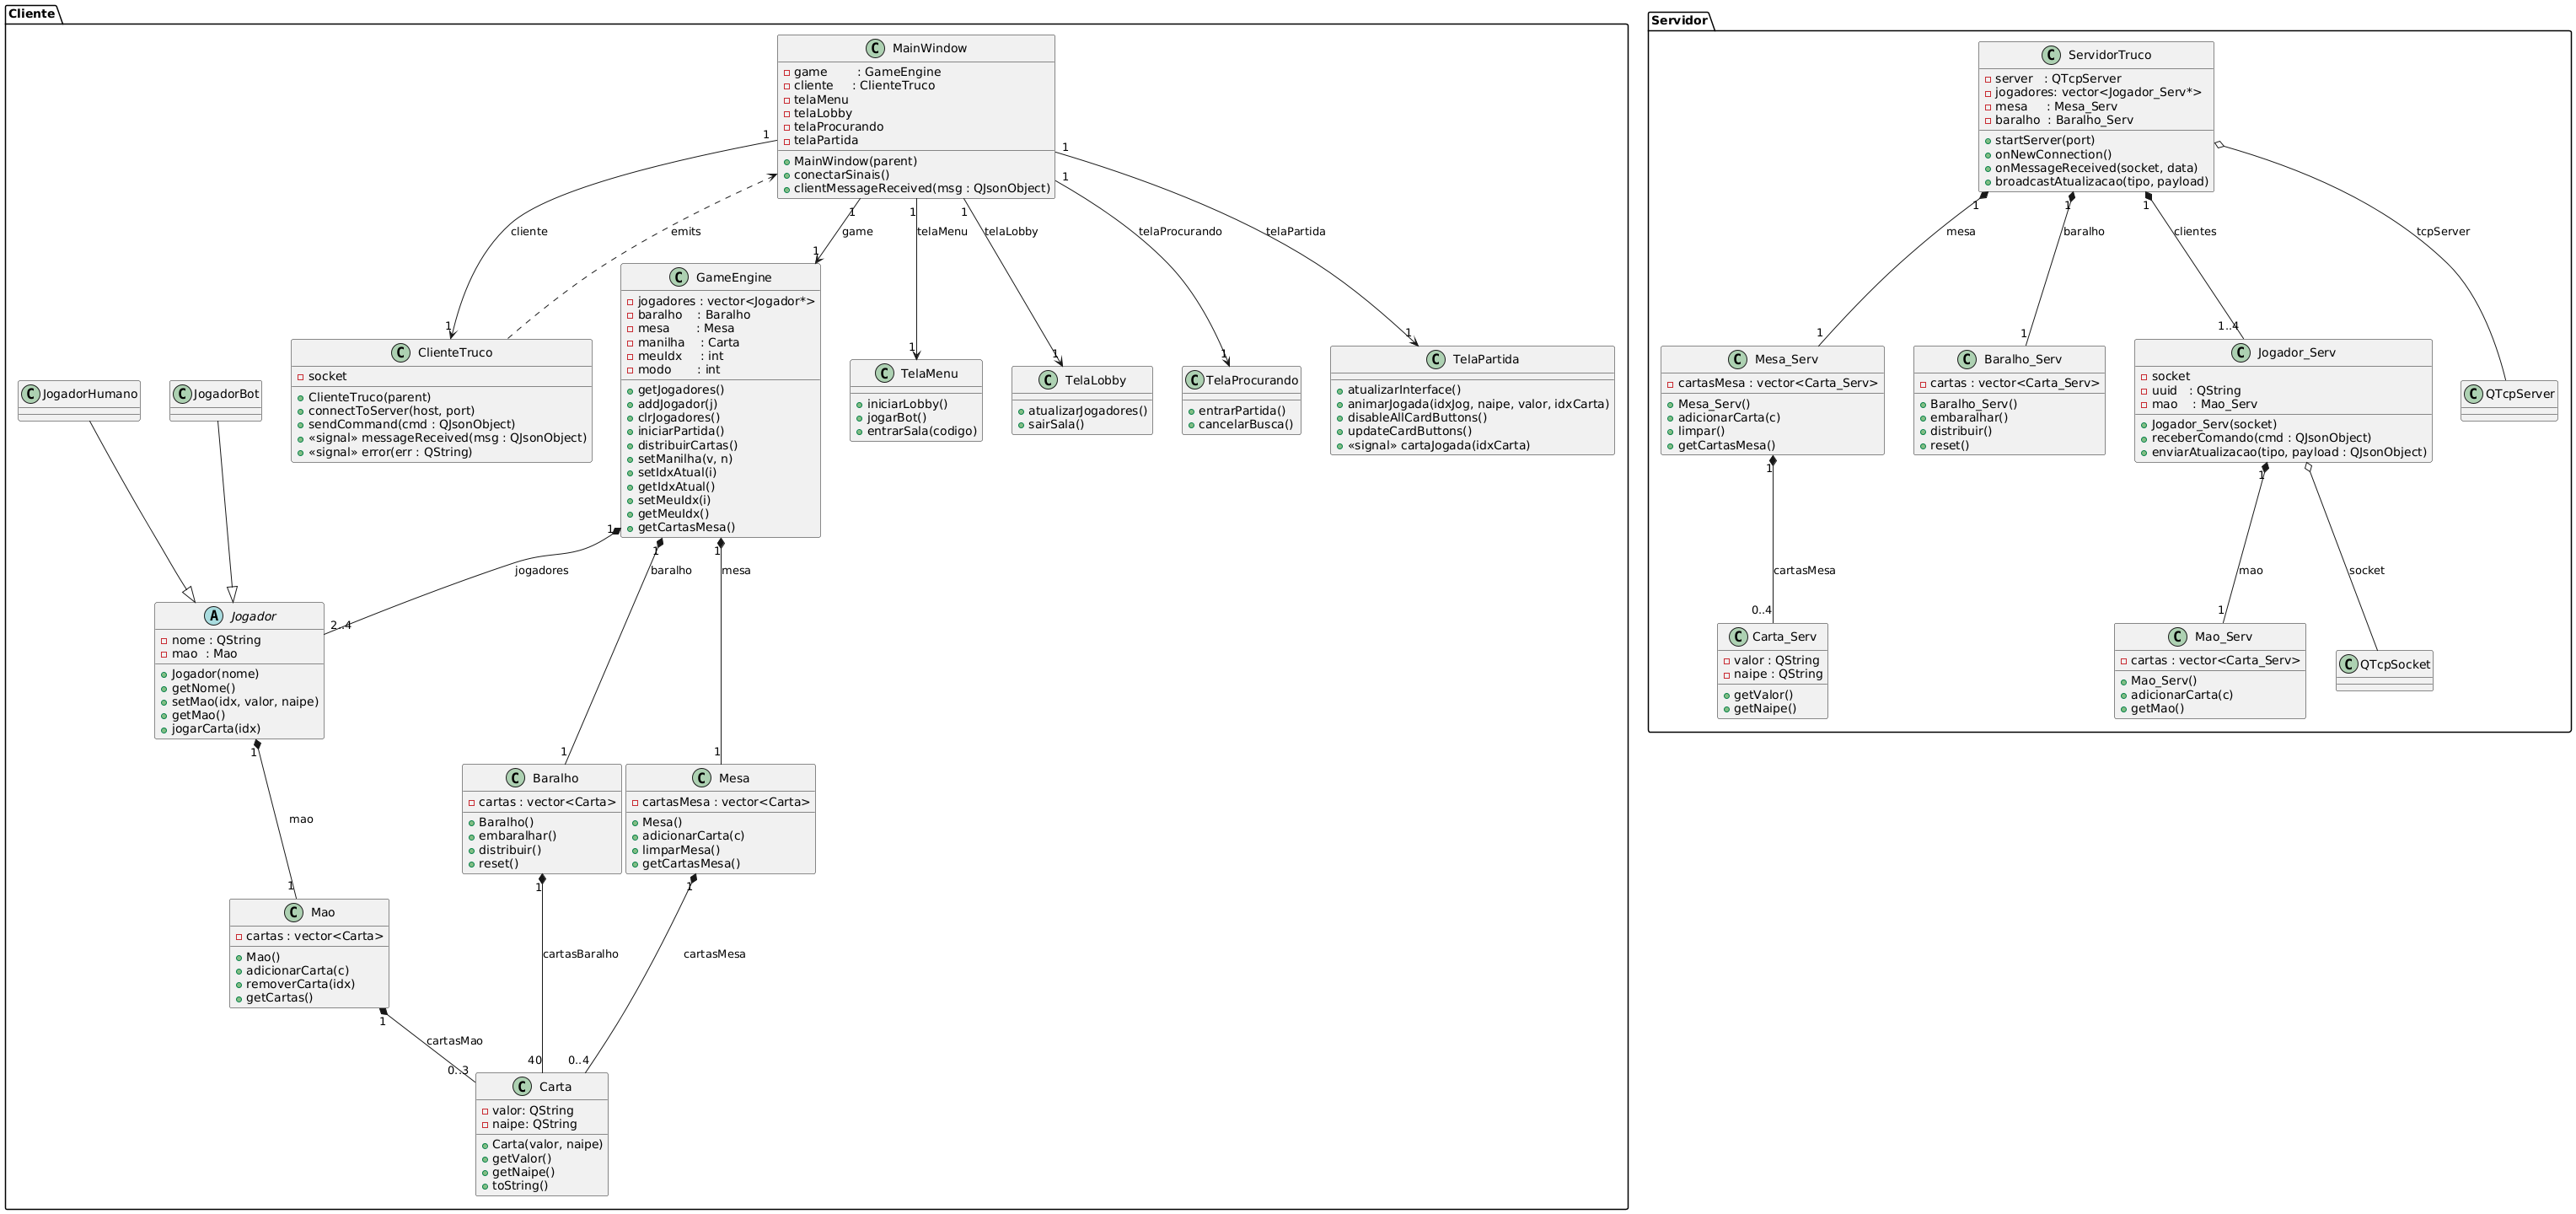 Cliente
MainWindow
game : GameEngine
cliente : ClienteTruco
telaMenu
telaLobby
telaProcurando
telaPartida
MainWindow(parent)
conectarSinais()
clientMessageReceived(msg : QJsonObject)
1
1
1
1
1
1
cliente
emits
game
telaMenu
telaLobby
telaProcurando
telaPartida
1
1
1
1
1
1
GameEngine
jogadores : vector<Jogador*>
baralho : Baralho
mesa : Mesa
manilha : Carta
meuIdx : int
modo : int
getJogadores()
addJogador(j)
clrJogadores()
iniciarPartida()
distribuirCartas()
setManilha(v, n)
setIdxAtual(i)
getIdxAtual()
setMeuIdx(i)
getMeuIdx()
getCartasMesa()
ClienteTruco
socket
ClienteTruco(parent)
connectToServer(host, port)
sendCommand(cmd : QJsonObject)
«signal» messageReceived(msg : QJsonObject)
«signal» error(err : QString)
TelaMenu
iniciarLobby()
jogarBot()
entrarSala(codigo)
TelaLobby
atualizarJogadores()
sairSala()
TelaProcurando
entrarPartida()
cancelarBusca()
TelaPartida
atualizarInterface()
animarJogada(idxJog, naipe, valor, idxCarta)
disableAllCardButtons()
updateCardButtons()
«signal» cartaJogada(idxCarta)
JogadorHumano
JogadorBot
1
1
1
jogadores
baralho
mesa
2..4
1
1
Jogador
nome : QString
mao : Mao
Jogador(nome)
getNome()
setMao(idx, valor, naipe)
getMao()
jogarCarta(idx)
1
mao
1
Baralho
cartas : vector<Carta>
Baralho()
embaralhar()
distribuir()
reset()
Mesa
cartasMesa : vector<Carta>
Mesa()
adicionarCarta(c)
limparMesa()
getCartasMesa()
Mao
cartas : vector<Carta>
Mao()
adicionarCarta(c)
removerCarta(idx)
getCartas()
1
1
1
cartasMao
cartasBaralho
cartasMesa
0..3
40
0..4
Carta
valor: QString
naipe: QString
Carta(valor, naipe)
getValor()
getNaipe()
toString()
Servidor
ServidorTruco
server : QTcpServer
jogadores: vector<Jogador_Serv*>
mesa : Mesa_Serv
baralho : Baralho_Serv
startServer(port)
onNewConnection()
onMessageReceived(socket, data)
broadcastAtualizacao(tipo, payload)
1
1
1
mesa
baralho
clientes
tcpServer
1
1
1..4
Mesa_Serv
cartasMesa : vector<Carta_Serv>
Mesa_Serv()
adicionarCarta(c)
limpar()
getCartasMesa()
Baralho_Serv
cartas : vector<Carta_Serv>
Baralho_Serv()
embaralhar()
distribuir()
reset()
Jogador_Serv
socket
uuid : QString
mao : Mao_Serv
Jogador_Serv(socket)
receberComando(cmd : QJsonObject)
enviarAtualizacao(tipo, payload : QJsonObject)
QTcpServer
1
1
cartasMesa
mao
socket
0..4
1
Carta_Serv
valor : QString
naipe : QString
getValor()
getNaipe()
Mao_Serv
cartas : vector<Carta_Serv>
Mao_Serv()
adicionarCarta(c)
getMao()
QTcpSocket